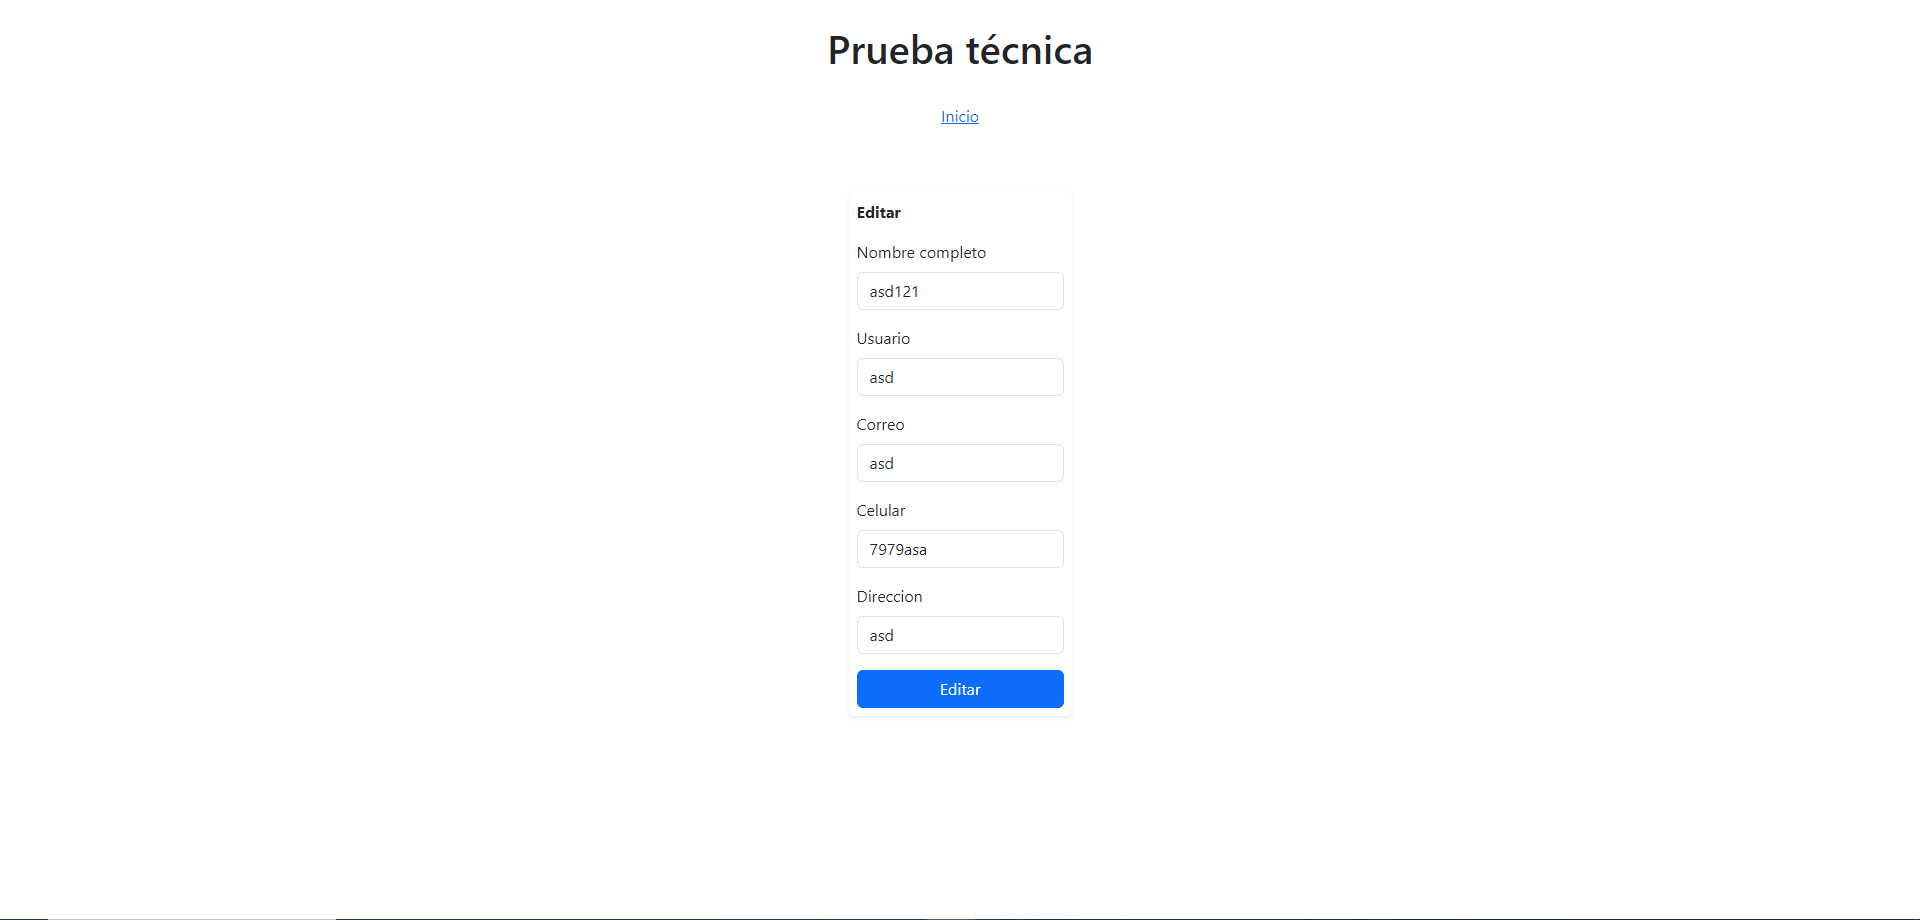 Prueba técnica
Inicio
Editar
Nombre completo
asd121
Usuario
asd
Correo
asd
Celular
7979asa
Direccion
asd
Editar